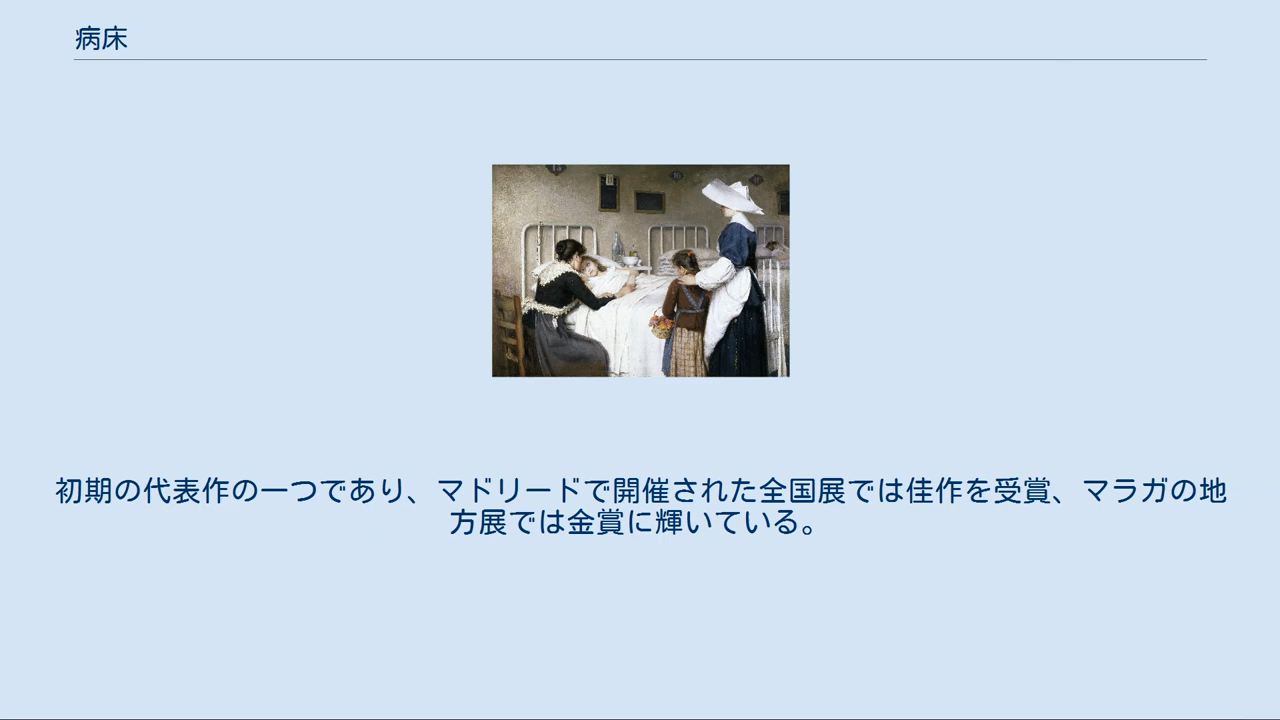 病床
初期の代表作の一つであり、マドリードで開催された全国展では佳作を受賞、マラガの地
方展では金賞に輝いている。